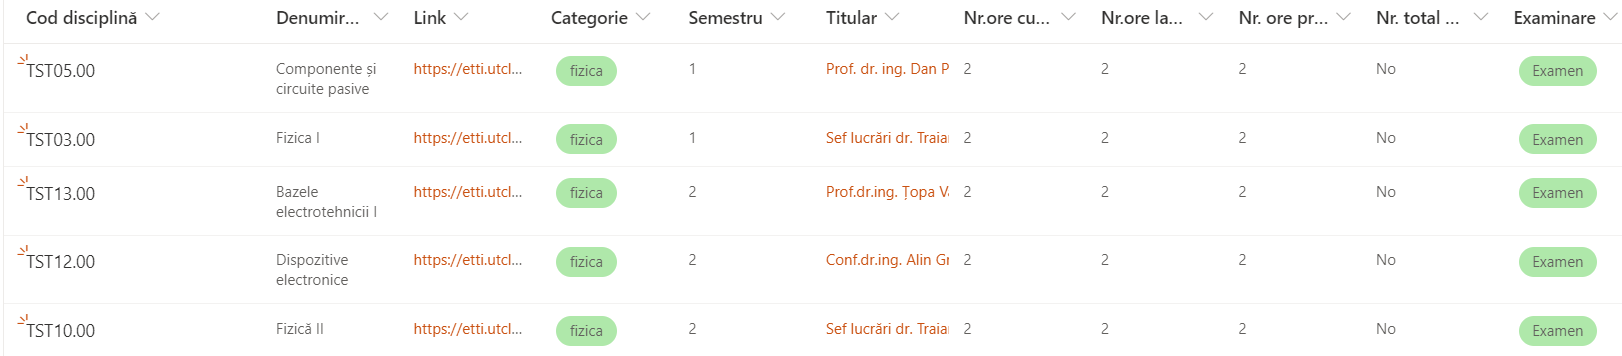 Cod disciplină Denumir... Link Categorie Semestru Titular Nr.ore cu... Nr.ore la... Nr. ore pr... Nr. total ... Examinare
TST05.00 Componente și circuite pasive https://etti.utcl... fizica 1 Prof. dr. ing. Dan P 2 2 2 No Examen
TST03.00 Fizica I https://etti.utcl... fizica 1 Sef lucrări dr. Traian 2 2 2 No Examen
TST13.00 Bazele electrotehnicii I https://etti.utcl... fizica 2 Prof.dr.ing. Țopa Va 2 2 2 No Examen
TST12.00 Dispozitive electronice https://etti.utcl... fizica 2 Conf.dr.ing. Alin Gr 2 2 2 No Examen
TST10.00 Fizică II https://etti.utcl... fizica 2 Sef lucrări dr. Traian 2 2 2 No Examen